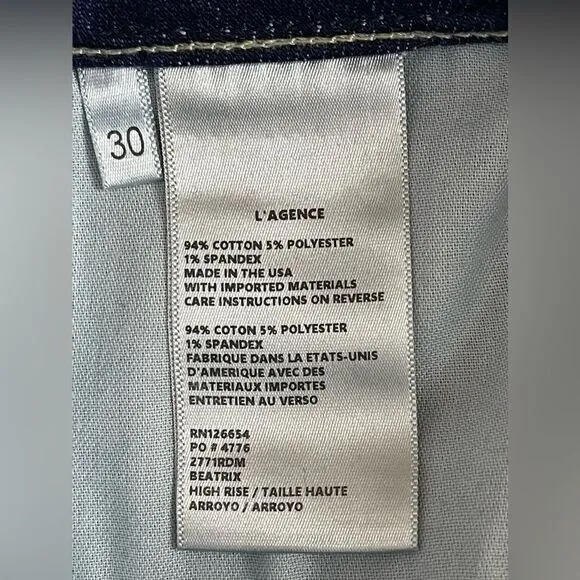 30
L'AGENCE
94% COTTON 5% POLYESTER
1% SPANDEX
MADE IN THE USA
WITH IMPORTED MATERIALS
CARE INSTRUCTIONS ON REVERSE
94% COTON 5% POLYESTER
1% SPANDEX
FABRIQUE DANS LA ETATS-UNIS
D'AMERIQUE AVEC DES
MATERIAUX IMPORTES
ENTRETIEN AU VERSO
RN126654
PO # 4776
2771RDM
BEATRIX
HIGH RISE / TAILLE HAUTE
ARROYO / ARROYO